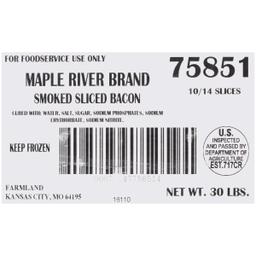 FOR FOODSERVICE USE ONLY
75851
MAPLE RIVER BRAND
10/14 SLICES
SMOKED SLICED BACON
CURED WITH: WATER, SALT, SUGAR, SODIUM PHOSPHATES, SODIUM
ERYTHORBATE, SODIUM NITRITE.
KEEP FROZEN
U.S.
INSPECTED
AND PASSED BY
DEPARTMENT OF
AGRICULTURE
EST.717CR
FARMLAND
KANSAS CITY, MO 64195
16110
NET WT. 30 LBS.